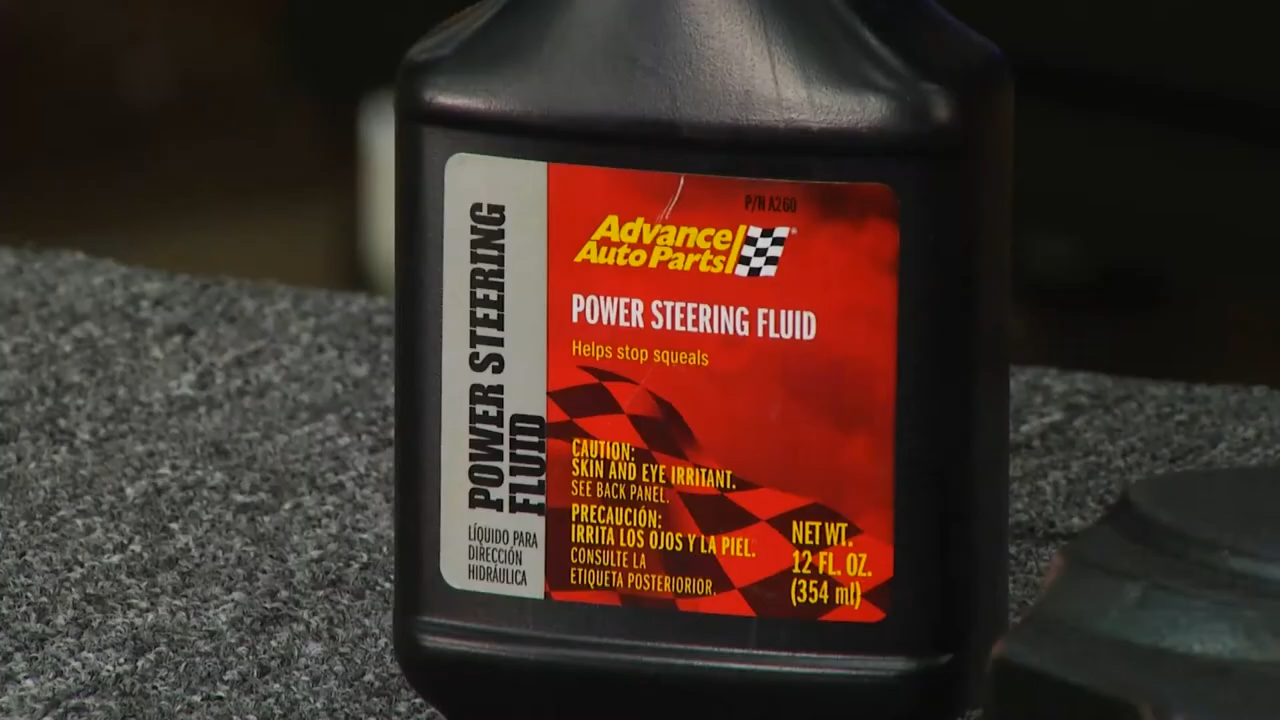 POWER STEERING
FLUID
LÍQUIDO PARA
DIRECCIÓN
HIDRÁULICA
P/N A260
Advance
Auto Parts
POWER STEERING FLUID
Helps stop squeals
CAUTION:
SKIN AND EYE IRRITANT.
SEE BACK PANEL.
PRECAUCIÓN:
IRRITA LOS OJOS Y LA PIEL.
CONSULTE LA
ETIQUETA POSTERIORIOR.
NET WT.
12 FL. OZ.
(354 ml)